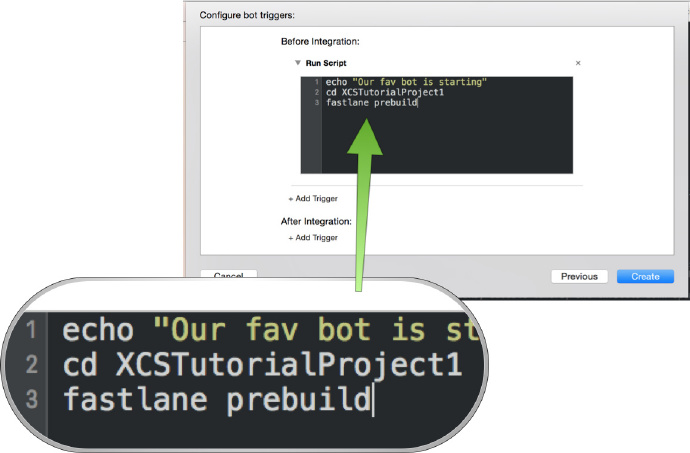 Configure bot triggers:
Before Integration:
▼ Run Script ×
1 echo "Our fav bot is starting"
2 cd XCSTutorialProject1
3 fastlane prebuild
+ Add Trigger
After Integration:
+ Add Trigger
Cancel Previous Create
1 echo "Our fav bot is st
2 cd XCSTutorialProject1
3 fastlane prebuild